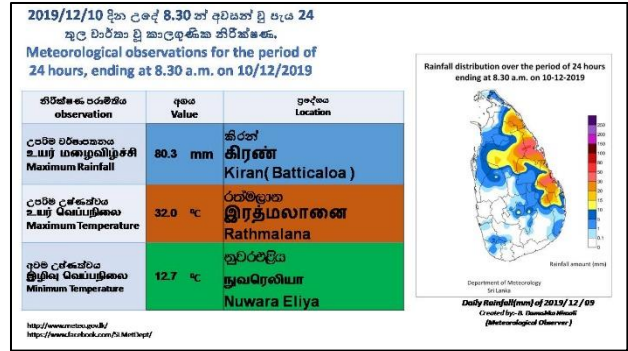 2019/12/10 දින උදේ 8.30 න් අවසන් වූ පැය 24
තුල වාර්තා වූ කාලගුණික නිරීක්ෂණ.
Meteorological observations for the period of
24 hours, ending at 8.30 a.m. on 10/12/2019
නිරීක්ෂණ පරාමිතිය
observation
අගය
Value
ප්‍රදේශය
Location
උපරිම වර්ෂාපතනය
உயர் மழைவீழ்ச்சி
Maximum Rainfall
80.3 mm
කිරන්
கிரண்
Kiran( Batticaloa )
උපරිම උෂ්ණත්වය
உயர் வெப்பநிலை
Maximum Temperature
32.0 ºC
රත්මලාන
இரத்மலானை
Rathmalana
අවම උෂ්ණත්වය
இழிவு வெப்பநிலை
Minimum Temperature
12.7 ºC
නුවරඑළිය
நுவரெலியா
Nuwara Eliya
http://www.meteo.gov.lk/
https://www.facebook.com/SLMetDept/
Rainfall distribution over the period of 24 hours
ending at 8.30 a.m. on 10-12-2019
Rainfall amount (mm)
Department of Meteorology
Sri Lanka
Daily Rainfall(mm) of 2019/ 12 / 09
Created by:- B.
(Meteorological Observer )